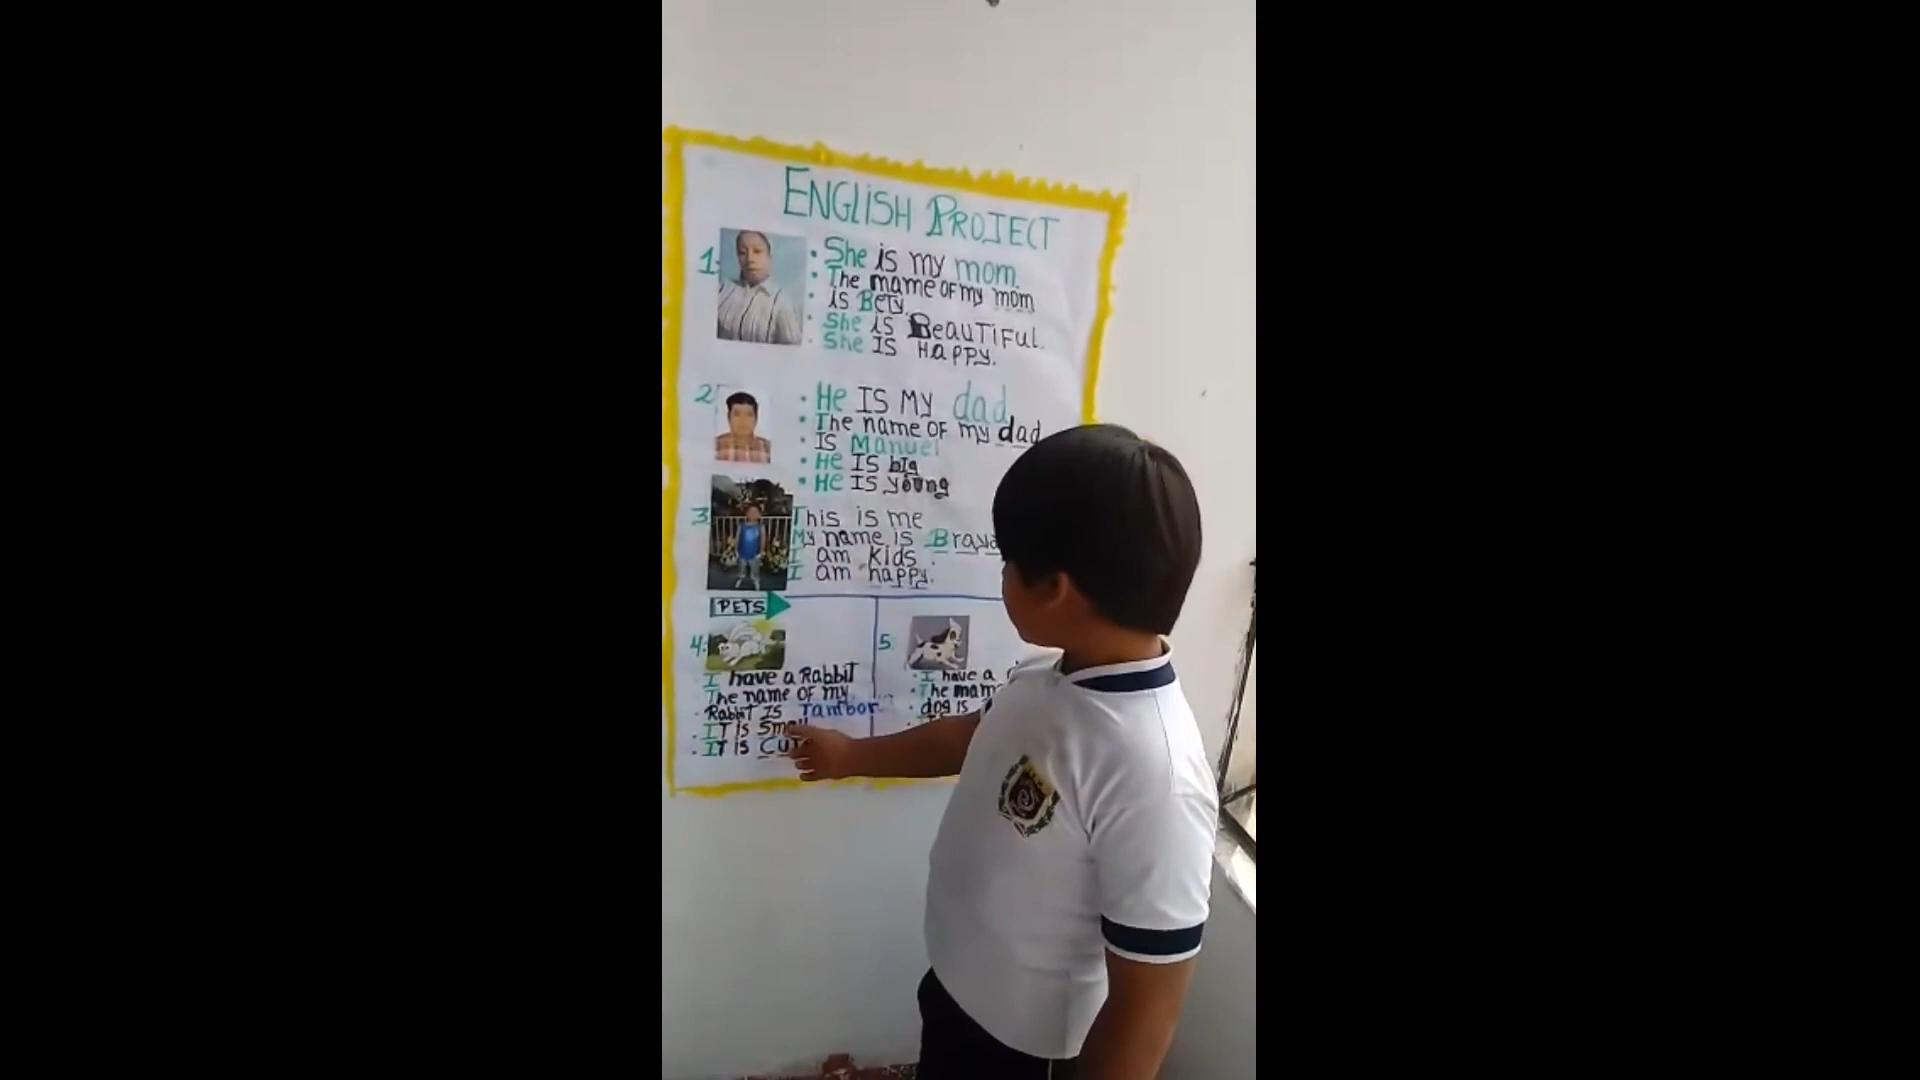 ENGLISH PROJECT
1. She is my mom.
The mame of my mom
is Bety.
She is BeauTiful.
She IS Happy.
2. He IS My dad
The name of my dad
IS Manuel
He IS big
He IS young
3. This is me
My name is
I am Kids.
I am happy.
PETS
4. I have a RabbiT
The name of my
RabbiT IS Tambor
IT is
IT is
5. I have a
The
dog is